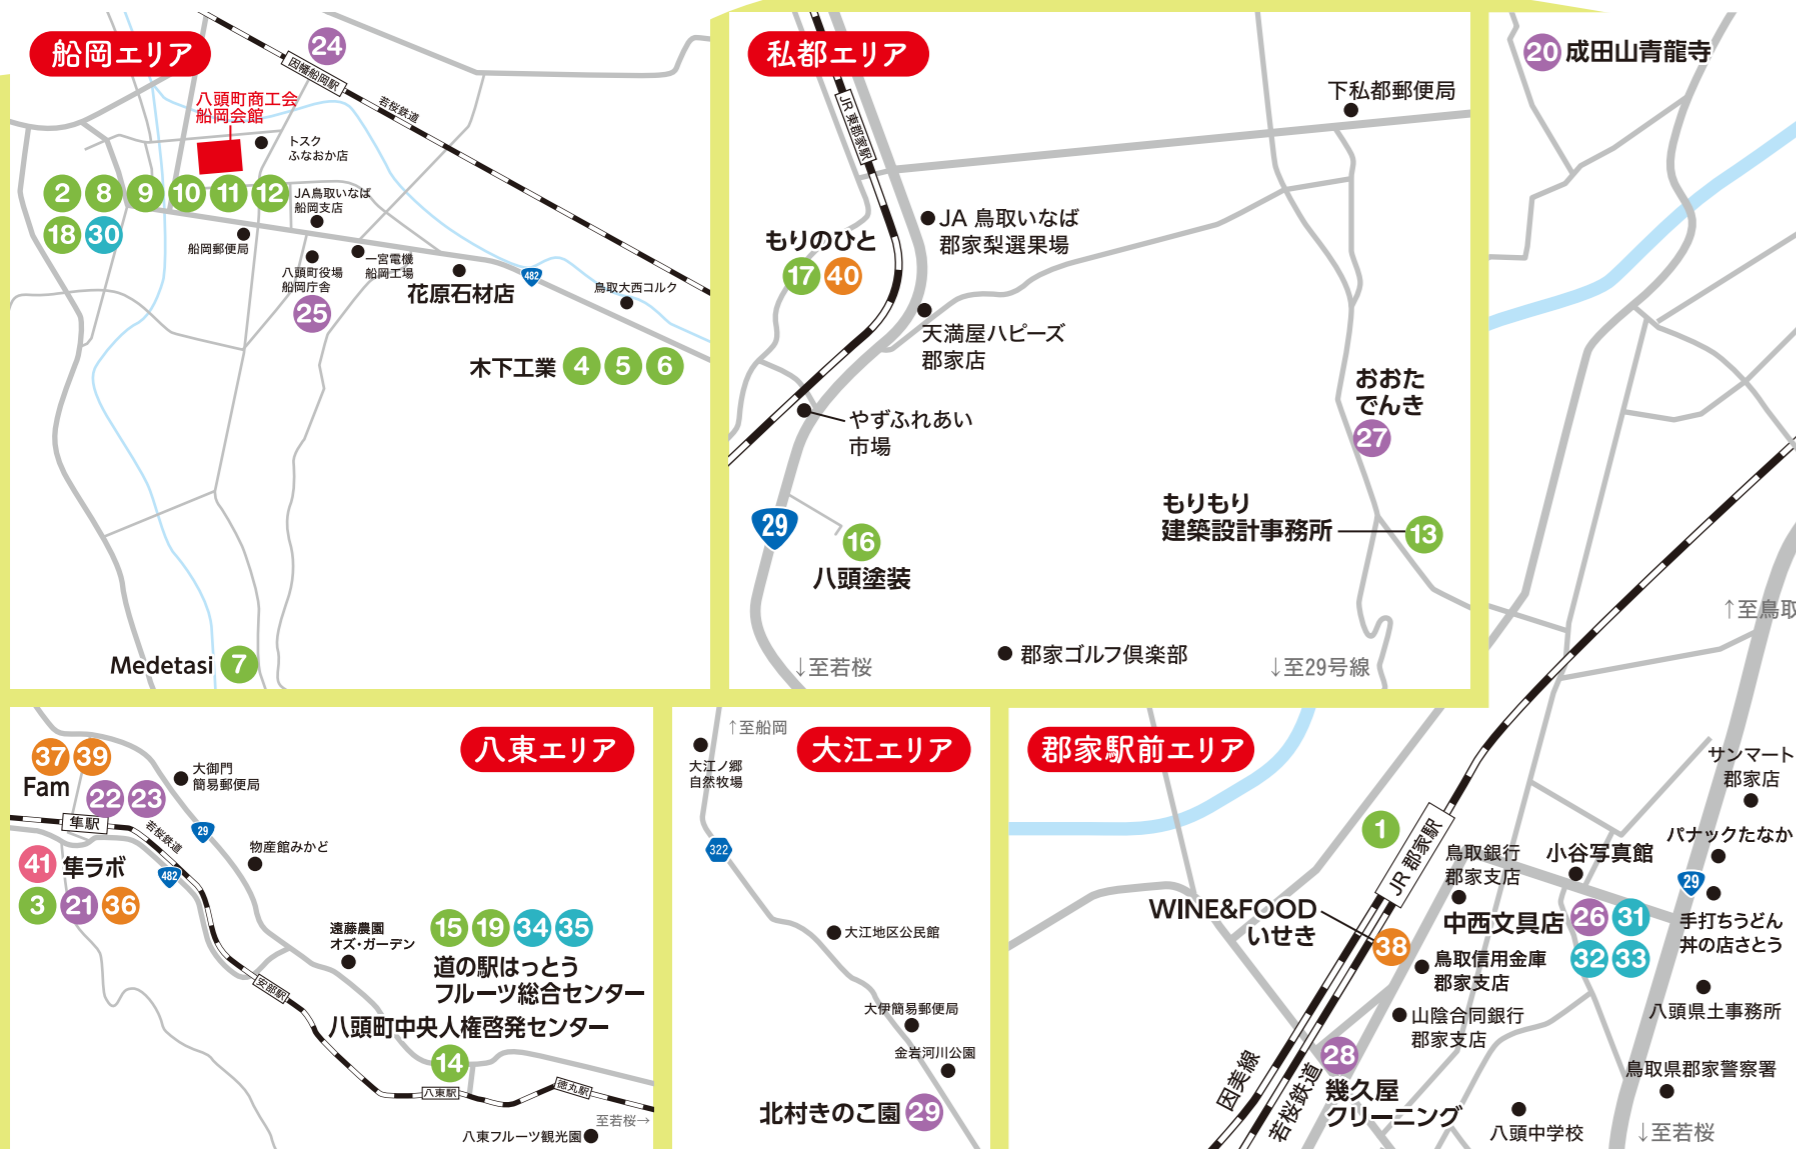 船岡エリア
24
因幡船岡駅
若桜鉄道
八頭町商工会
船岡会館
トスク
ふなおか店
2 8 9 10 11 12
18 30
JA鳥取いなば
船岡支店
船岡郵便局
八頭町役場
船岡庁舎
25
一宮電機
船岡工場
花原石材店
482
鳥取大西コルク
木下工業 4 5 6
Medetasi 7
私都エリア
JR 東郡家駅
下私都郵便局
JA 鳥取いなば
郡家梨選果場
もりのひと
17 40
天満屋ハピーズ
郡家店
やずふれあい
市場
おおた
でんき
27
29
16
八頭塗装
もりもり
建築設計事務所
13
↓至若桜
郡家ゴルフ倶楽部
↓至29号線
20 成田山青龍寺
↑至鳥取
八東エリア
37 39
Fam
22 23
大御門
簡易郵便局
隼駅
若桜鉄道
29
482
物産館みかど
41 隼ラボ
3 21 36
遠藤農園
オズ・ガーデン
15 19 34 35
道の駅はっとう
フルーツ総合センター
安部駅
八頭町中央人権啓発センター
14
八東駅
徳丸駅
至若桜→
八東フルーツ観光園
大江エリア
↑至船岡
大江ノ郷
自然牧場
322
大江地区公民館
大伊簡易郵便局
金岩河川公園
北村きのこ園 29
郡家駅前エリア
サンマート
郡家店
1
JR 郡家駅
鳥取銀行
郡家支店
小谷写真館
パナックたなか
29
WINE&FOOD
いせき
38
中西文具店 26 31
32 33
手打ちうどん
丼の店さとう
鳥取信用金庫
郡家支店
八頭県土事務所
山陰合同銀行
郡家支店
28
幾久屋
クリーニング
因美線
若桜鉄道
鳥取県郡家警察署
八頭中学校
↓至若桜